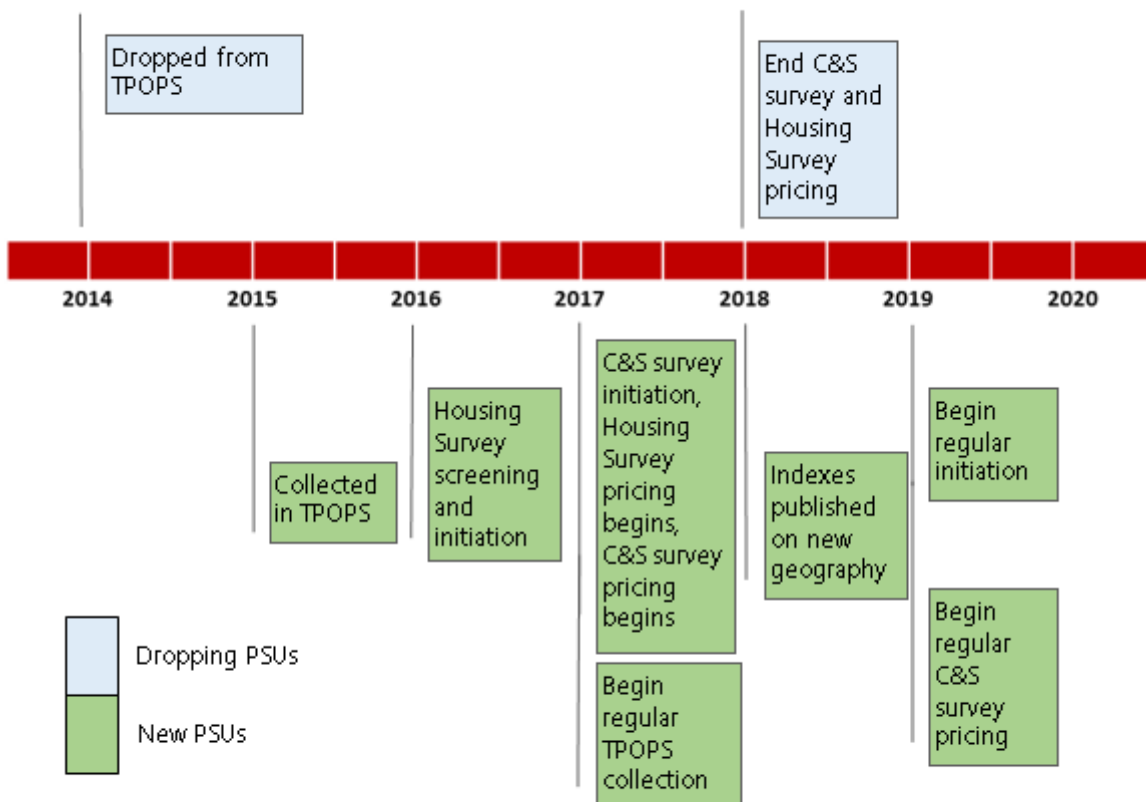 Dropped from
TPOPS
End C&S
survey and
Housing
Survey
pricing
2014
2015
2016
2017
2018
2019
2020
Collected
in TPOPS
Housing
Survey
screening
and
initiation
C&S survey
initiation,
Housing
Survey
pricing
begins,
C&S survey
pricing
begins
Begin
regular
TPOPS
collection
Indexes
published
on new
geography
Begin
regular
initiation
Begin
regular
C&S
survey
pricing
Dropping PSUs
New PSUs